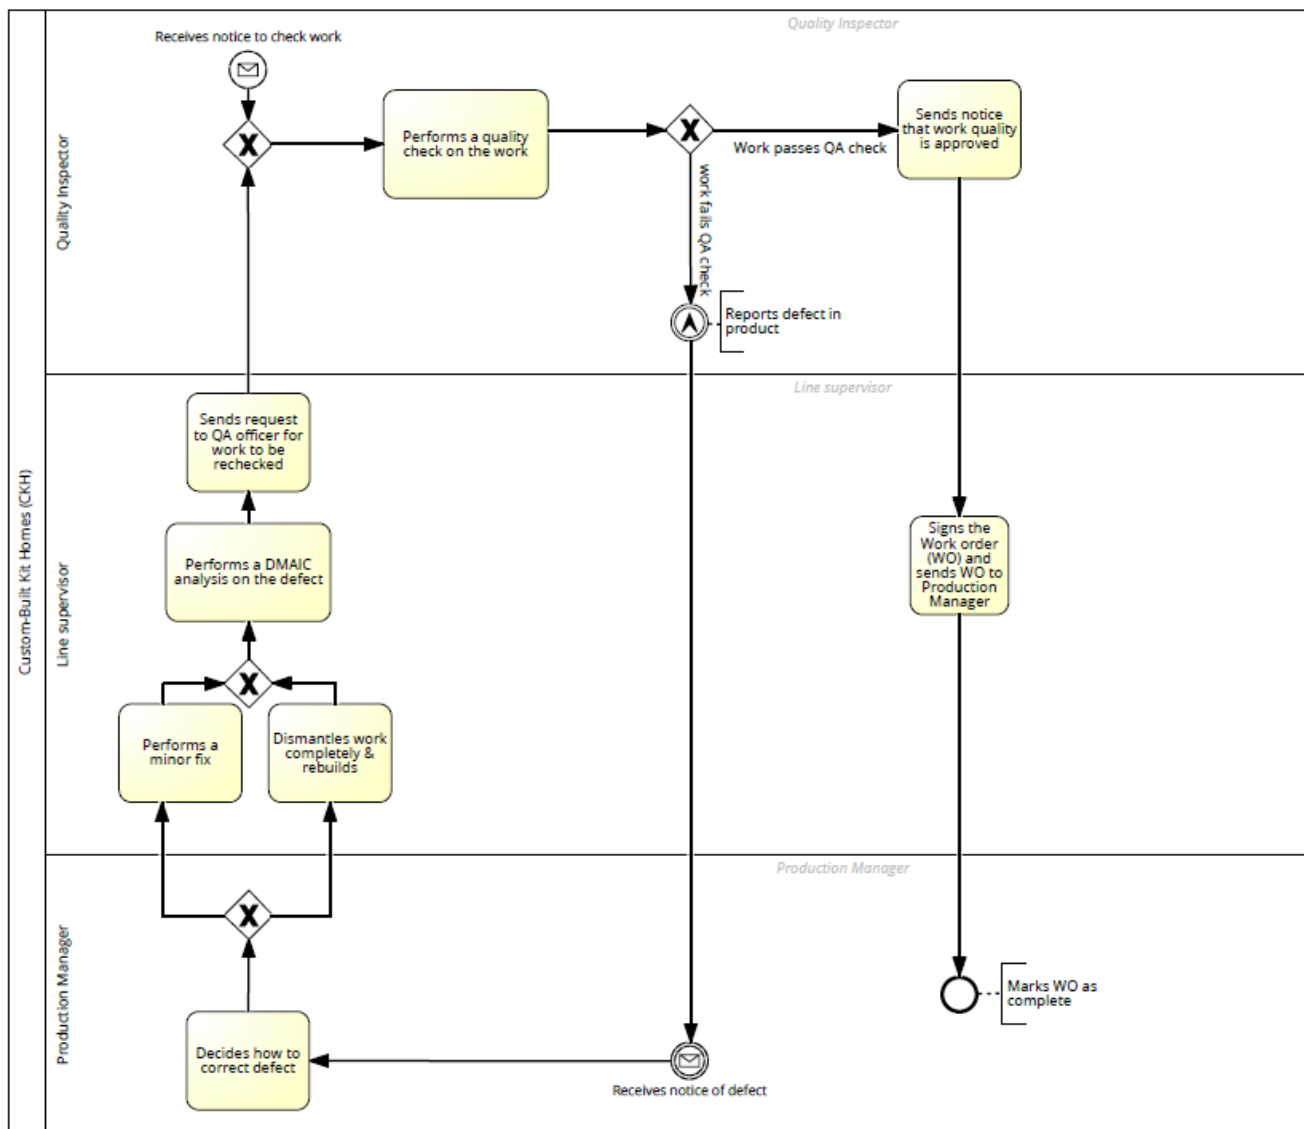 Quality Inspector
Receives notice to check work
Performs a quality
check on the work
Sends notice
that work quality
is approved
Work passes QA check
work fails QA check
Reports defect in
product
Quality Inspector
Line supervisor
Sends request
to QA officer for
work to be
rechecked
Performs a DMAIC
analysis on the defect
Signs the
Work order
(WO) and
sends WO to
Production
Manager
Performs a
minor fix
Dismantles work
completely &
rebuilds
Line supervisor
Custom-Built Kit Homes (CKH)
Production Manager
Marks WO as
complete
Decides how to
correct defect
Receives notice of defect
Production Manager